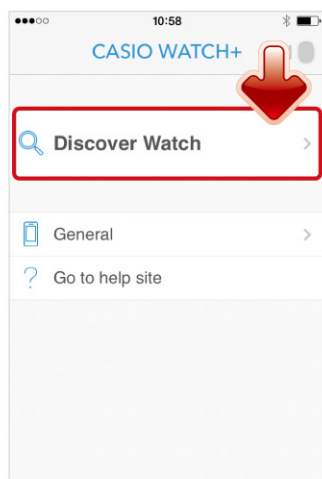 10:58
CASIO WATCH+
Discover Watch
General
Go to help site